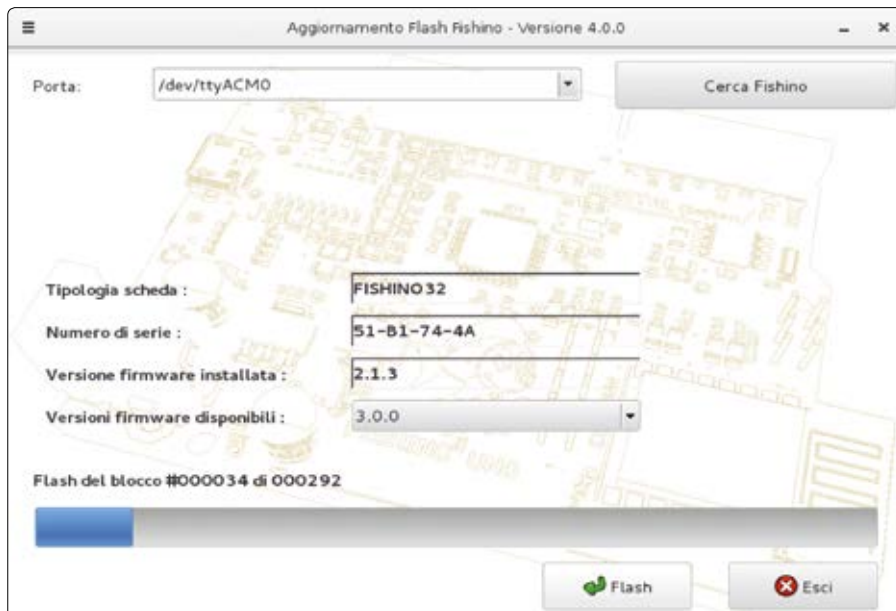 Aggiornamento Flash Fishino - Versione 4.0.0
Porta: /dev/ttyACM0 Cerca Fishino
Tipologia scheda : FISHINO32
Numero di serie : 51-B1-74-4A
Versione firmware installata : 2.1.3
Versioni firmware disponibili : 3.0.0
Flash del blocco #000034 di 000292
Flash Esci